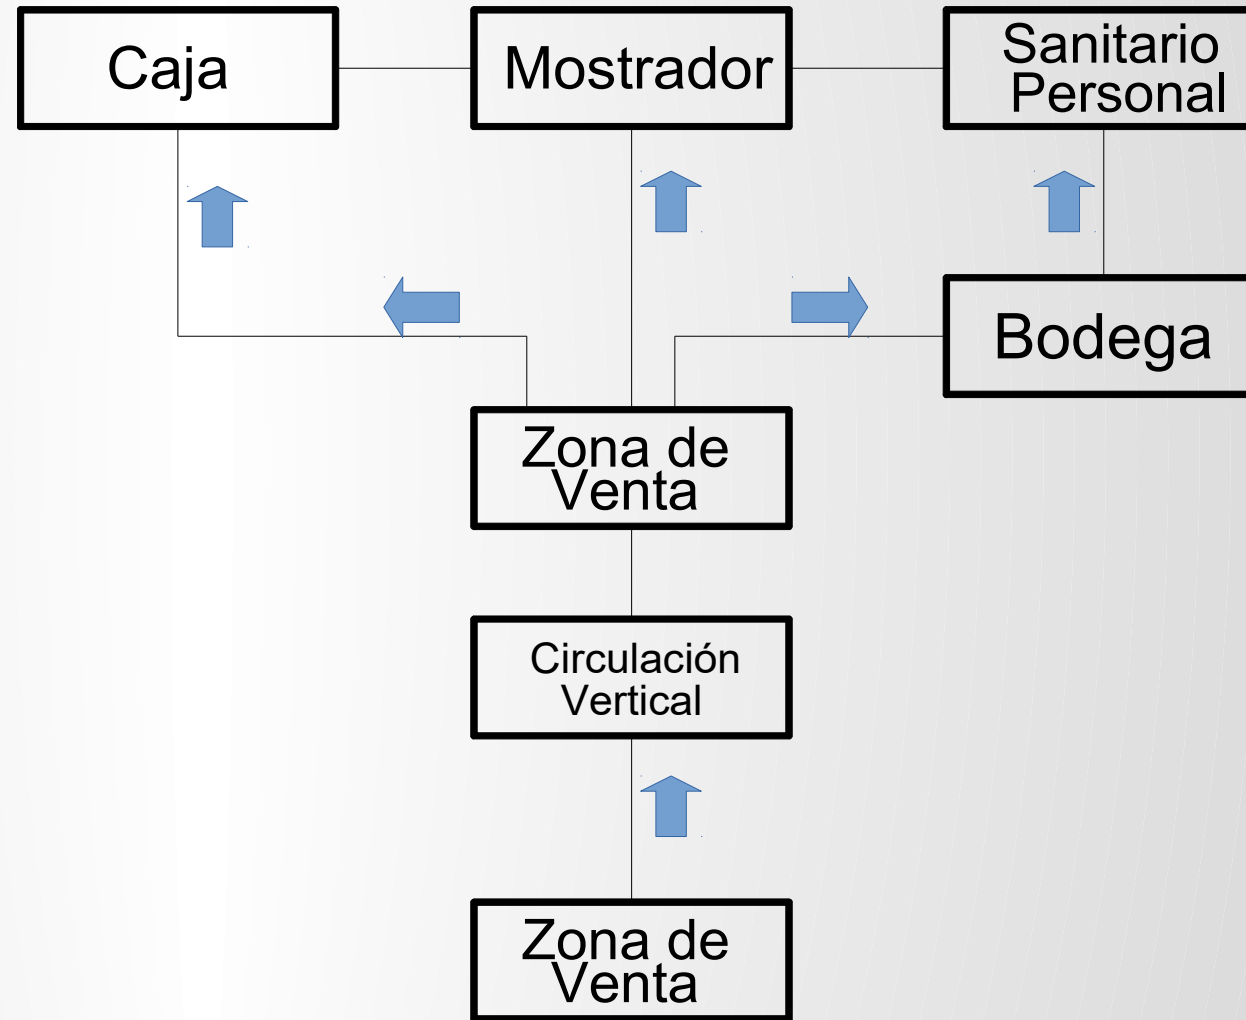 Caja
Mostrador
Sanitario
Personal
Bodega
Zona de
Venta
Circulación
Vertical
Zona de
Venta